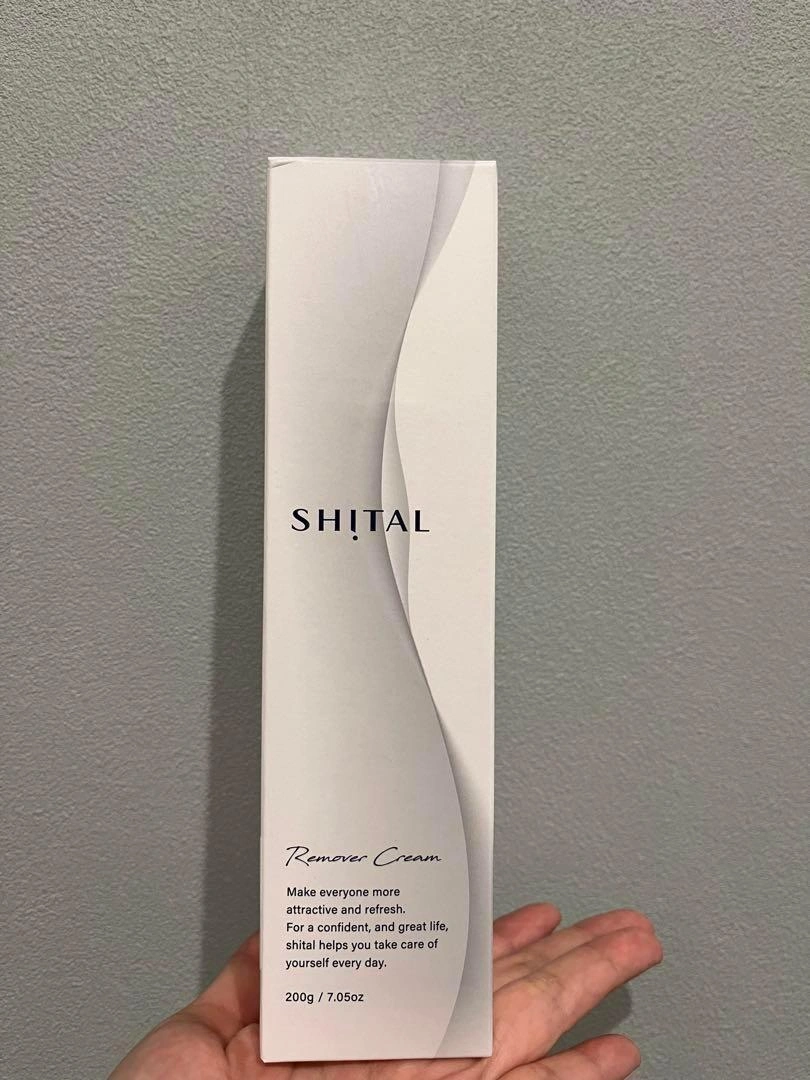 SHITAL
Remover Cream
Make everyone more
attractive and refresh.
For a confident, and great life,
shital helps you take care of
yourself every day.
200g / 7.05oz